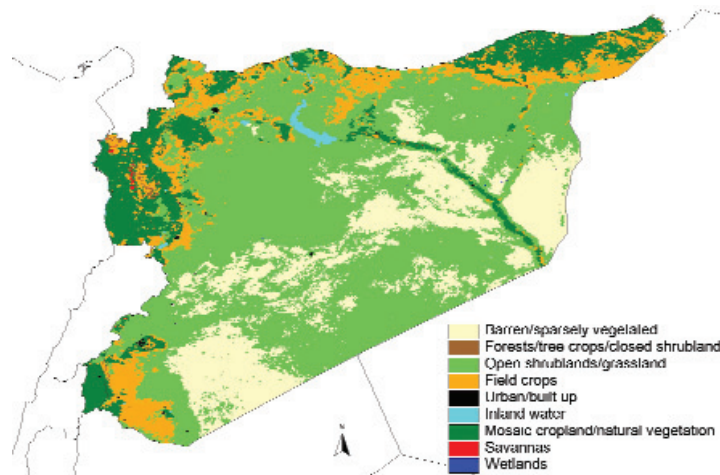 Barren/sparsely vegetated
Forests/tree crops/closed shrubland
Open shrublands/grassland
Field crops
Urban/built up
Inland water
Mosaic cropland/natural vegetation
Savannas
Wetlands
N